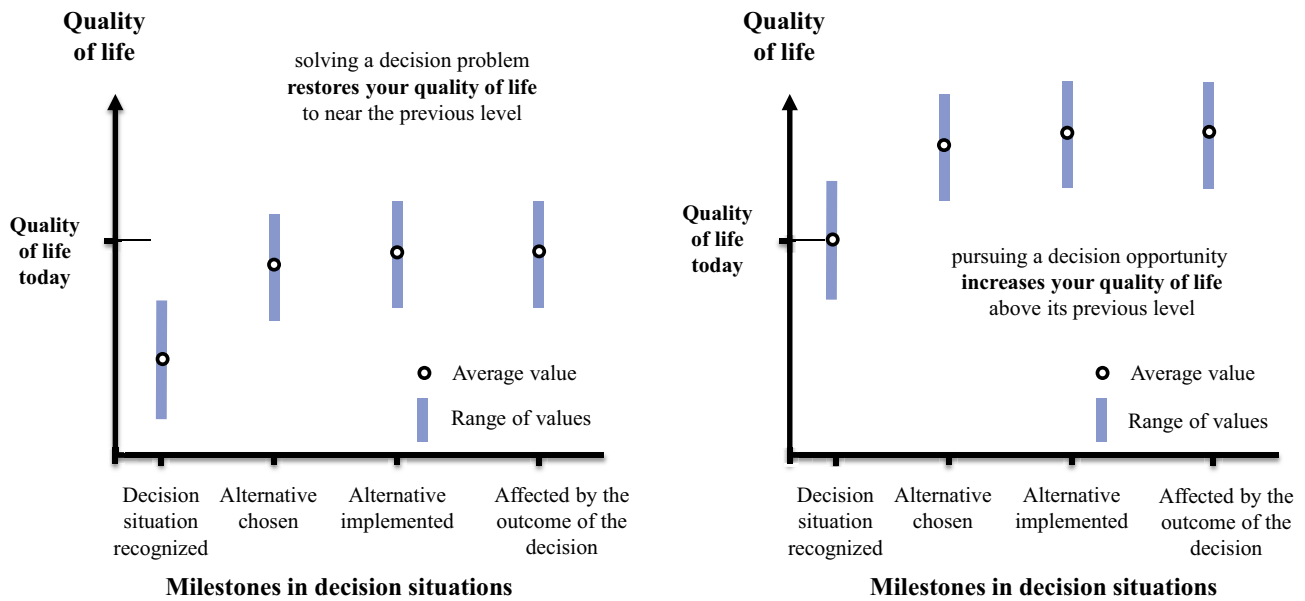 Quality
of life
solving a decision problem
restores your quality of life
to near the previous level
Quality
of life
today
Average value
Range of values
Decision
situation
recognized
Alternative
chosen
Alternative
implemented
Affected by the
outcome of the
decision
Milestones in decision situations
Quality
of life
Quality
of life
today
pursuing a decision opportunity
increases your quality of life
above its previous level
Average value
Range of values
Decision
situation
recognized
Alternative
chosen
Alternative
implemented
Affected by the
outcome of the
decision
Milestones in decision situations